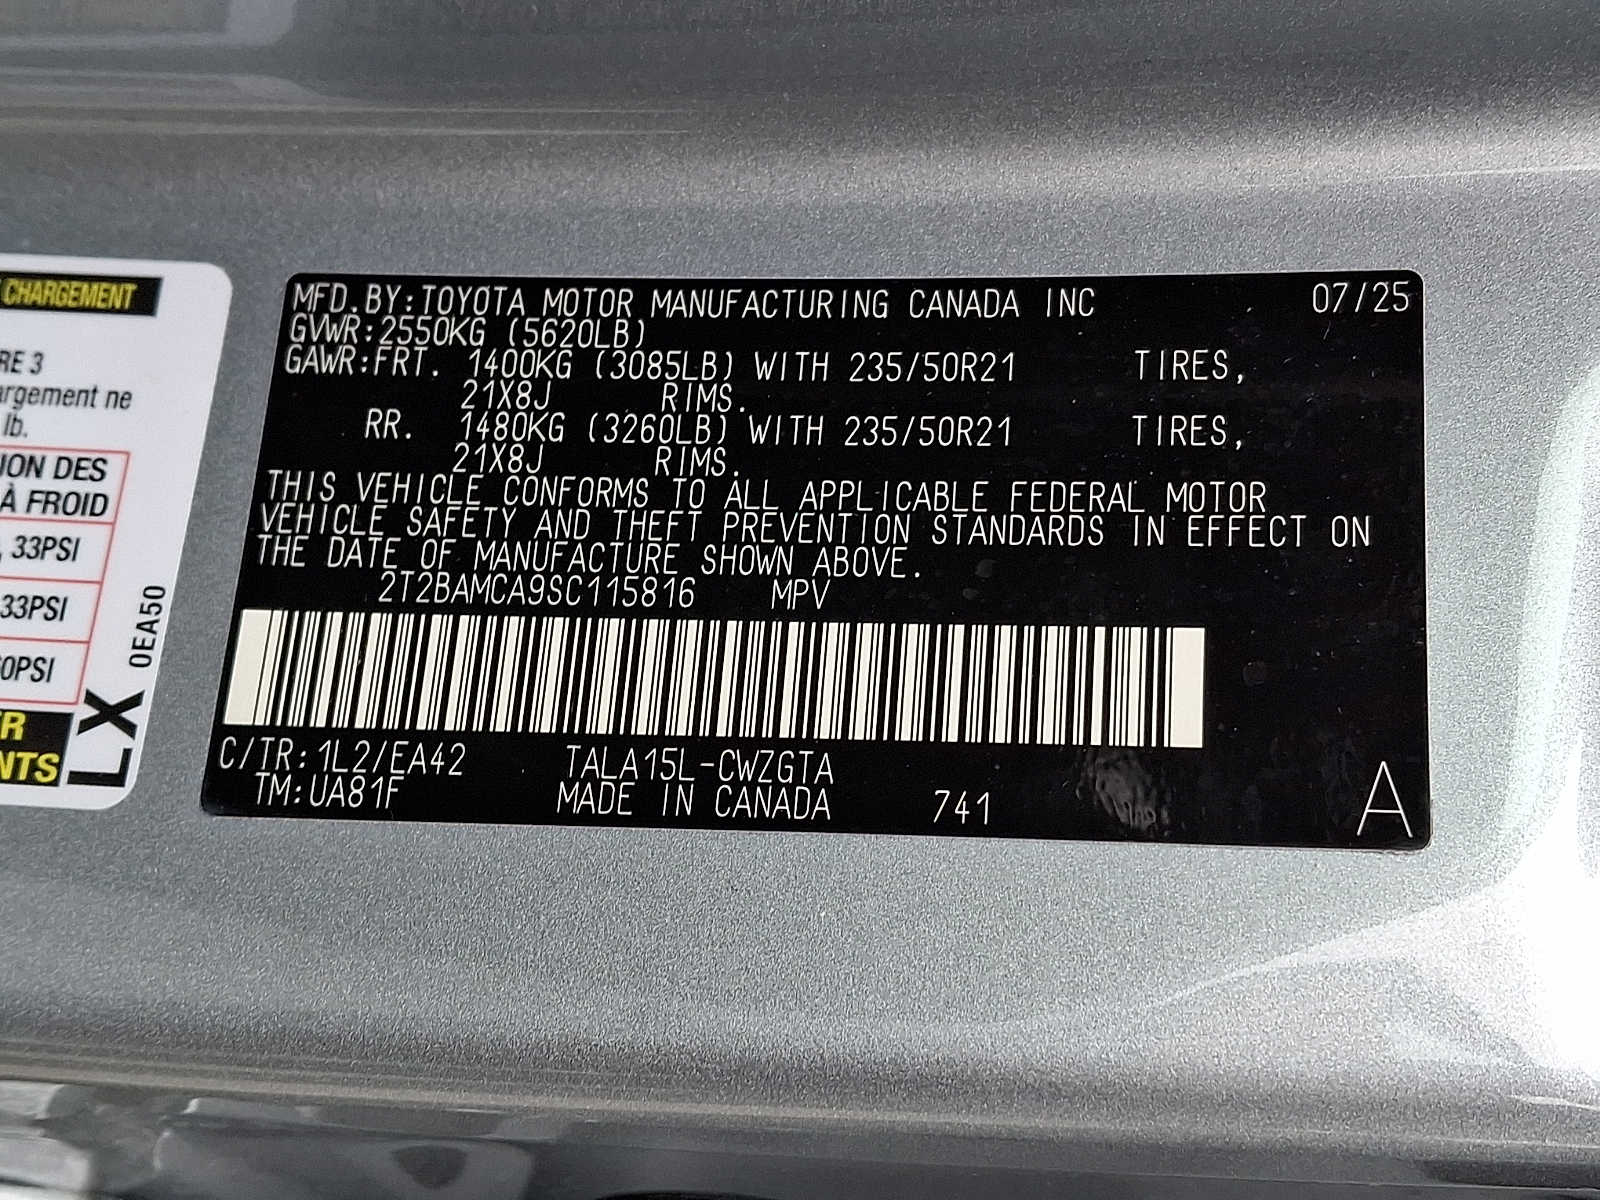 CHARGEMENT
RE 3
argement ne
lb.
ION DES
À FROID
, 33PSI
33PSI
60PSI
ER
NTS
LX 0EA50
MFD.BY:TOYOTA MOTOR MANUFACTURING CANADA INC 07/25
GVWR:2550KG (5620LB)
GAWR:FRT. 1400KG (3085LB) WITH 235/50R21 TIRES,
21X8J RIMS.
RR. 1480KG (3260LB) WITH 235/50R21 TIRES,
21X8J RIMS.
THIS VEHICLE CONFORMS TO ALL APPLICABLE FEDERAL MOTOR
VEHICLE SAFETY AND THEFT PREVENTION STANDARDS IN EFFECT ON
THE DATE OF MANUFACTURE SHOWN ABOVE.
2T2BAMCA9SC115816 MPV
C/TR:1L2/EA42 TALA15L-CWZGTA
TM:UA81F MADE IN CANADA 741 A